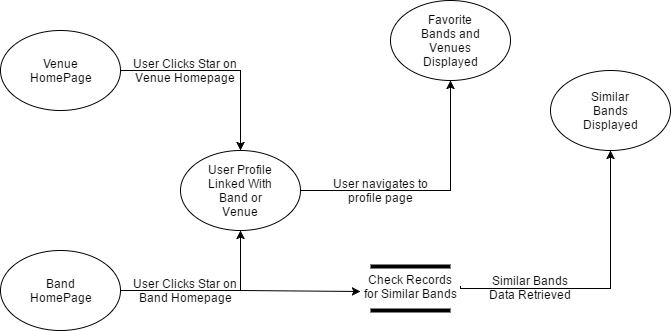 Favorite
Bands and
Venues
Displayed
Venue
HomePage
User Clicks Star on
Venue Homepage
Similar
Bands
Displayed
User Profile
Linked With
Band or
Venue
User navigates to
profile page
Band
HomePage
User Clicks Star on
Band Homepage
Check Records
for Similar Bands
Similar Bands
Data Retrieved